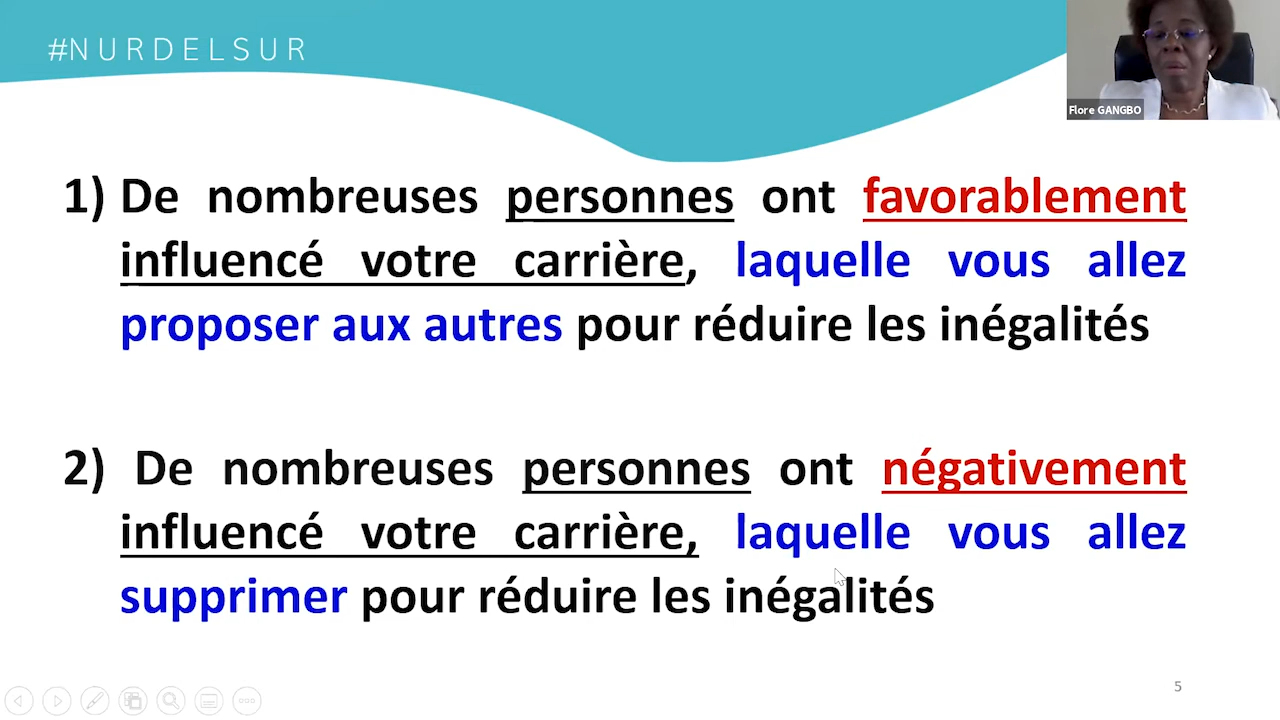 #NURDELSUR
Flore GANGBO
1) De nombreuses personnes ont favorablement
influencé votre carrière, laquelle vous allez
proposer aux autres pour réduire les inégalités
2) De nombreuses personnes ont négativement
influencé votre carrière, laquelle vous allez
supprimer pour réduire les inégalités
5